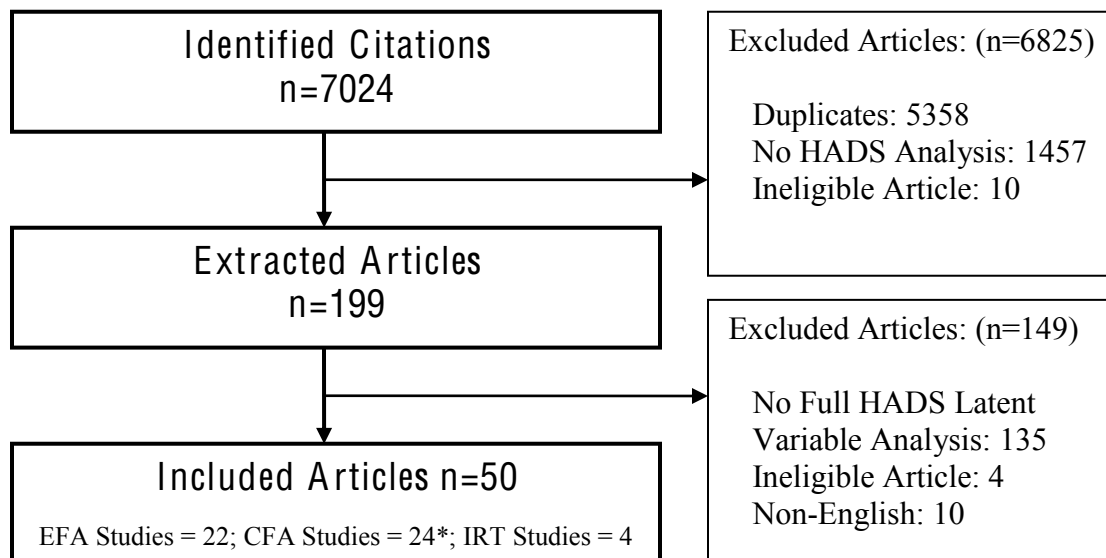 Identified Citations
n=7024
Excluded Articles: (n=6825)
Duplicates: 5358
No HADS Analysis: 1457
Ineligible Article: 10
Extracted Articles
n=199
Excluded Articles: (n=149)
No Full HADS Latent
Variable Analysis: 135
Ineligible Article: 4
Non-English: 10
Included Articles n=50
EFA Studies = 22; CFA Studies = 24*; IRT Studies = 4